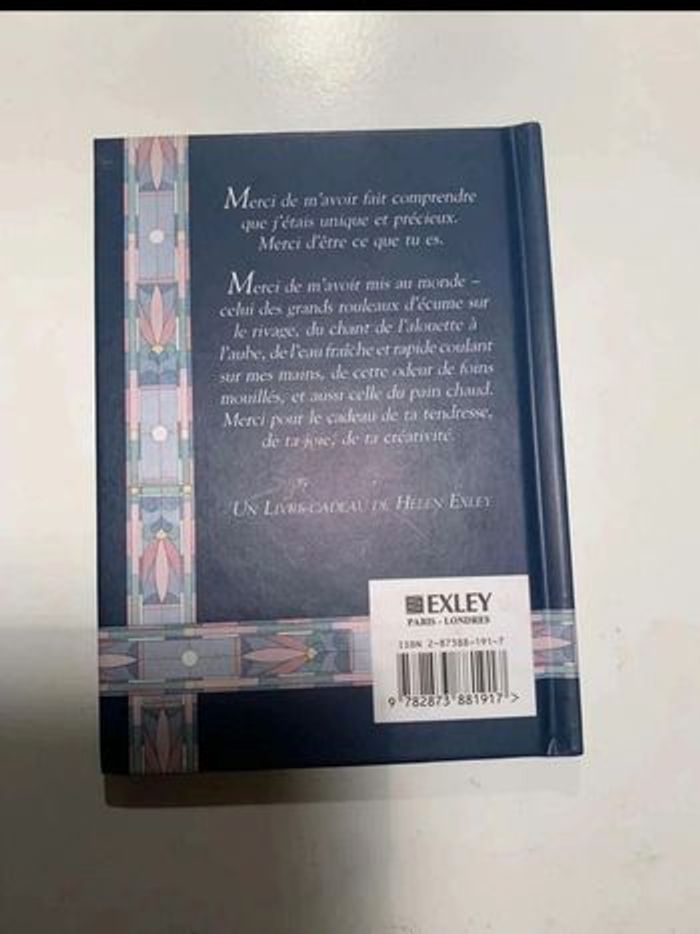 Merci de m'avoir fait comprendre
que j'étais unique et précieux.
Merci d'être ce que tu es.
Merci de m'avoir mis au monde –
celui des grands rouleaux d'écume sur
le rivage, du chant de l'alouette à
l'aube, de l'eau fraîche et rapide coulant
sur mes mains, de cette odeur de foins
mouillés, et aussi celle du pain chaud.
Merci pour le cadeau de ta tendresse,
de ta joie, de ta créativité.
UN LIVRE-CADEAU DE HELEN EXLEY
EXLEY
PARIS - LONDRES
ISBN 2-87388-191-7
9 782873 881917 >